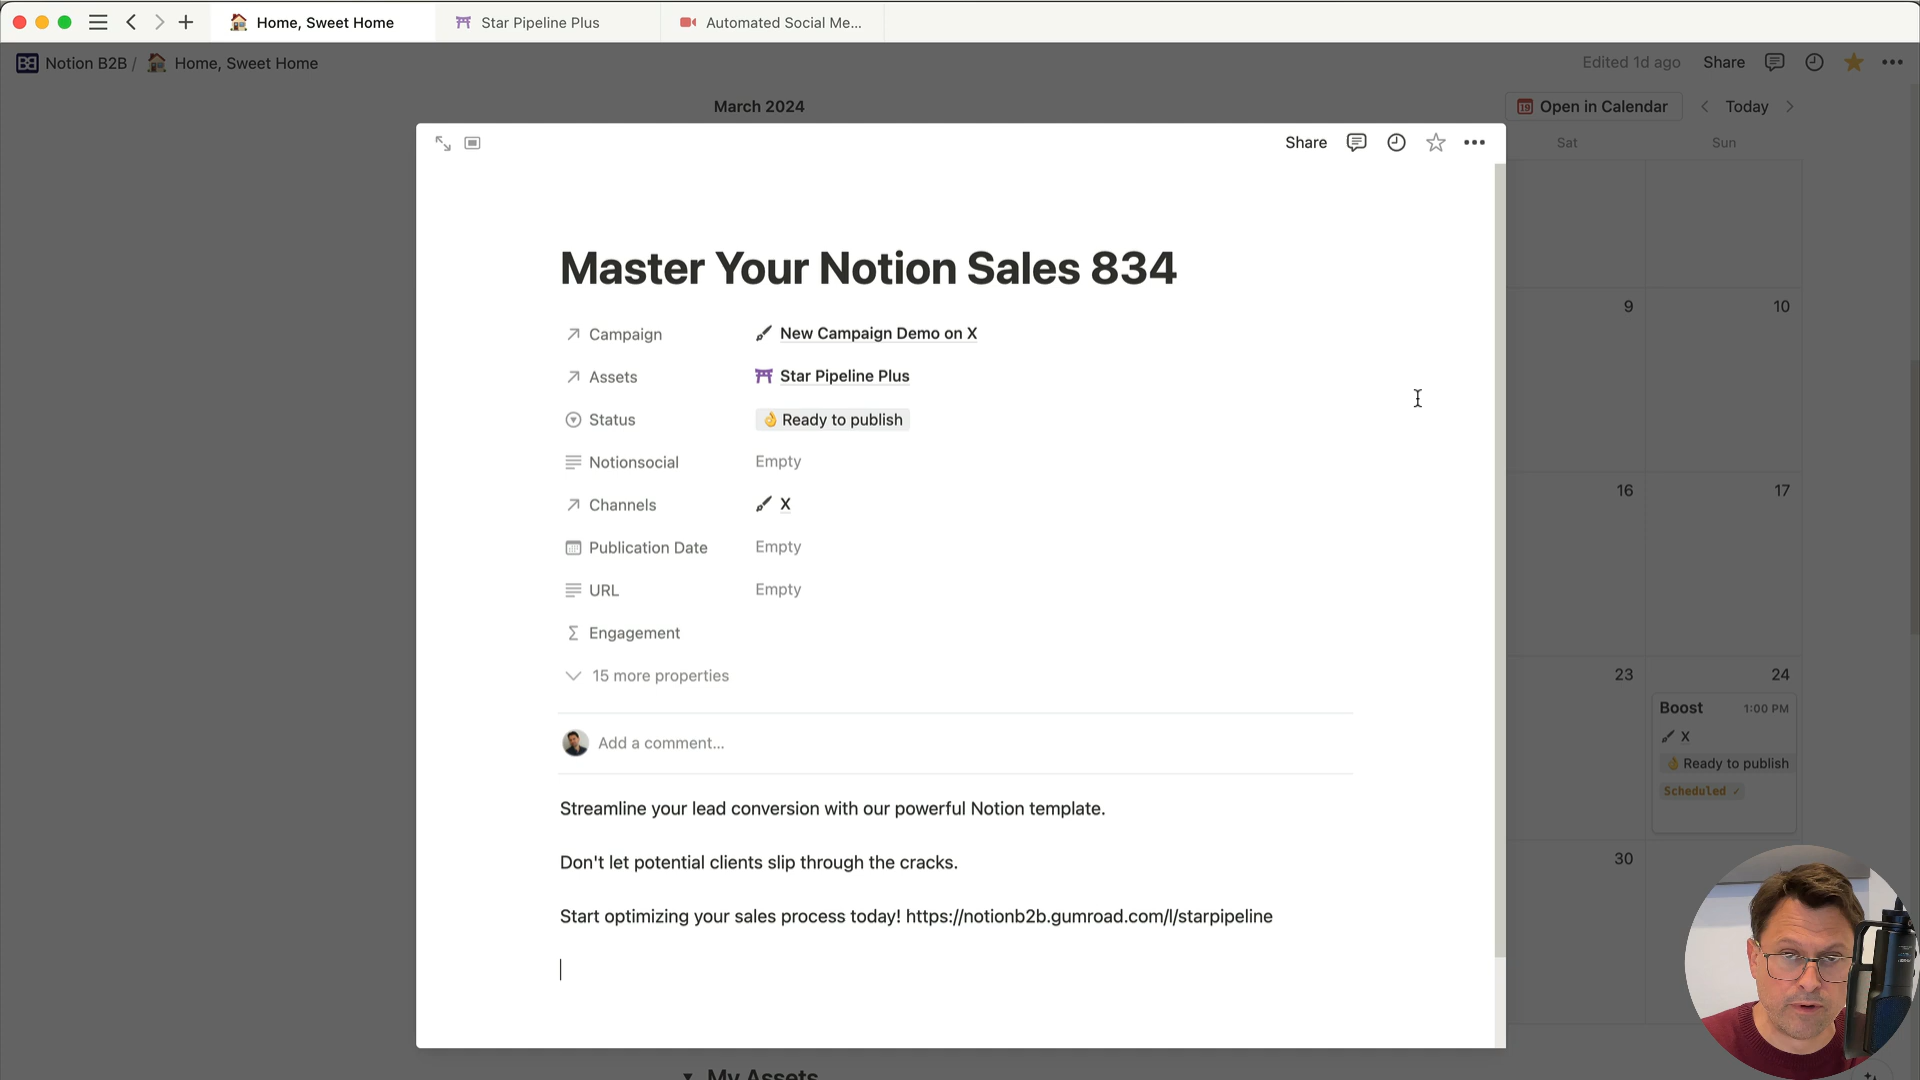 Home, Sweet Home
Star Pipeline Plus
Automated Social Me...
Notion B2B / Home, Sweet Home
Edited 1d ago
Share
March 2024
19 Open in Calendar
Today
Sat
Sun
Share
Master Your Notion Sales 834
Campaign New Campaign Demo on X
Assets Star Pipeline Plus
Status 👌 Ready to publish
Notionsocial Empty
Channels X
Publication Date Empty
URL Empty
Engagement
15 more properties
Add a comment...
Streamline your lead conversion with our powerful Notion template.
Don't let potential clients slip through the cracks.
Start optimizing your sales process today! https://notionb2b.gumroad.com/l/starpipeline
9
10
16
17
23
24
Boost 1:00 PM
X
👌 Ready to publish
Scheduled ✓
30
My Assets